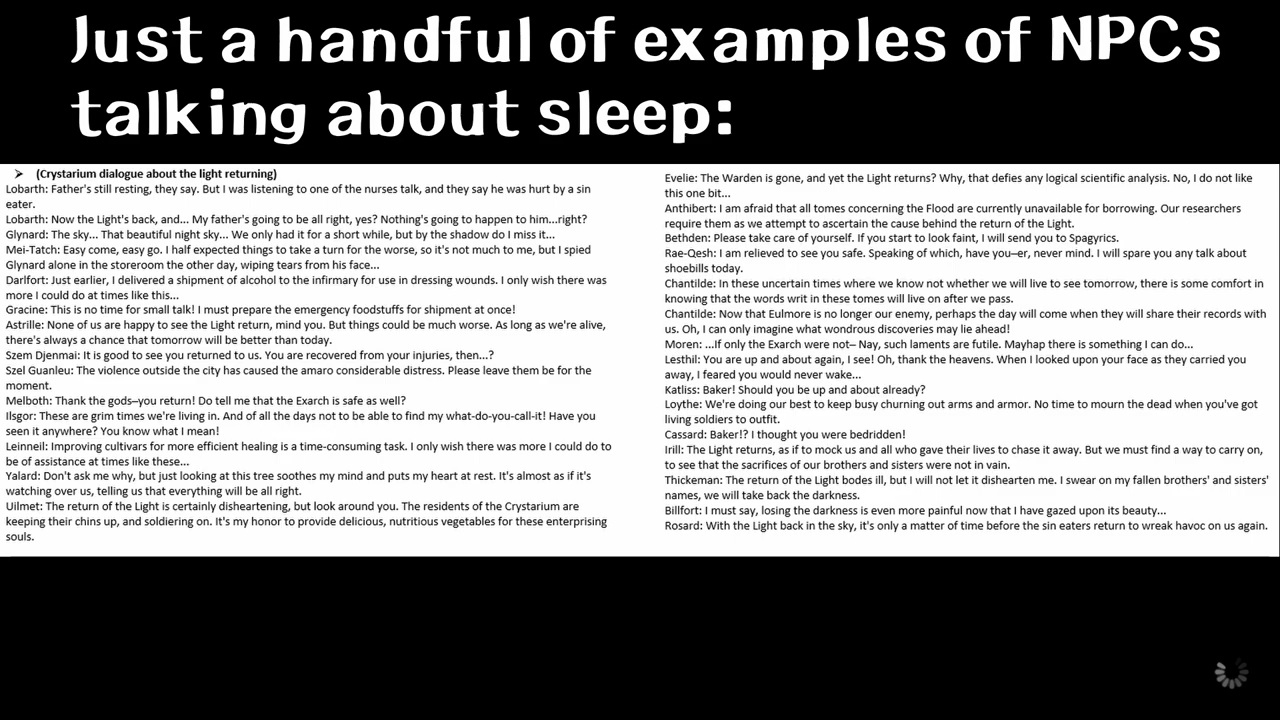 Just a handful of examples of NPCs
talking about sleep:
➢ (Crystarium dialogue about the light returning)
Lobarth: Father's still resting, they say. But I was listening to one of the nurses talk, and they say he was hurt by a sin
eater.
Lobarth: Now the Light's back, and... My father's going to be all right, yes? Nothing's going to happen to him...right?
Glynard: The sky... That beautiful night sky... We only had it for a short while, but by the shadow do I miss it...
Mei-Tatch: Easy come, easy go. I half expected things to take a turn for the worse, so it's not much to me, but I spied
Glynard alone in the storeroom the other day, wiping tears from his face...
Darlfort: Just earlier, I delivered a shipment of alcohol to the infirmary for use in dressing wounds. I only wish there was
more I could do at times like this...
Gracine: This is no time for small talk! I must prepare the emergency foodstuffs for shipment at once!
Astrille: None of us are happy to see the Light return, mind you. But things could be much worse. As long as we're alive,
there's always a chance that tomorrow will be better than today.
Szem Djenmai: It is good to see you returned to us. You are recovered from your injuries, then...?
Szel Guanleu: The violence outside the city has caused the amaro considerable distress. Please leave them be for the
moment.
Melboth: Thank the gods—you return! Do tell me that the Exarch is safe as well?
Ilsgor: These are grim times we're living in. And of all the days not to be able to find my what-do-you-call-it! Have you
seen it anywhere? You know what I mean!
Leinneil: Improving cultivars for more efficient healing is a time-consuming task. I only wish there was more I could do to
be of assistance at times like these...
Yalard: Don't ask me why, but just looking at this tree soothes my mind and puts my heart at rest. It's almost as if it's
watching over us, telling us that everything will be all right.
Uilmet: The return of the Light is certainly disheartening, but look around you. The residents of the Crystarium are
keeping their chins up, and soldiering on. It's my honor to provide delicious, nutritious vegetables for these enterprising
souls.
Evelie: The Warden is gone, and yet the Light returns? Why, that defies any logical scientific analysis. No, I do not like
this one bit...
Anthibert: I am afraid that all tomes concerning the Flood are currently unavailable for borrowing. Our researchers
require them as we attempt to ascertain the cause behind the return of the Light.
Bethden: Please take care of yourself. If you start to look faint, I will send you to Spagyrics.
Rae-Qesh: I am relieved to see you safe. Speaking of which, have you—er, never mind. I will spare you any talk about
shoebills today.
Chantilde: In these uncertain times where we know not whether we will live to see tomorrow, there is some comfort in
knowing that the words writ in these tomes will live on after we pass.
Chantilde: Now that Eulmore is no longer our enemy, perhaps the day will come when they will share their records with
us. Oh, I can only imagine what wondrous discoveries may lie ahead!
Moren: ...If only the Exarch were not— Nay, such laments are futile. Mayhap there is something I can do...
Lesthil: You are up and about again, I see! Oh, thank the heavens. When I looked upon your face as they carried you
away, I feared you would never wake...
Katliss: Baker! Should you be up and about already?
Loythe: We're doing our best to keep busy churning out arms and armor. No time to mourn the dead when you've got
living soldiers to outfit.
Cassard: Baker!? I thought you were bedridden!
Irill: The Light returns, as if to mock us and all who gave their lives to chase it away. But we must find a way to carry on,
to see that the sacrifices of our brothers and sisters were not in vain.
Thickeman: The return of the Light bodes ill, but I will not let it dishearten me. I swear on my fallen brothers' and sisters'
names, we will take back the darkness.
Billfort: I must say, losing the darkness is even more painful now that I have gazed upon its beauty...
Rosard: With the Light back in the sky, it's only a matter of time before the sin eaters return to wreak havoc on us again.